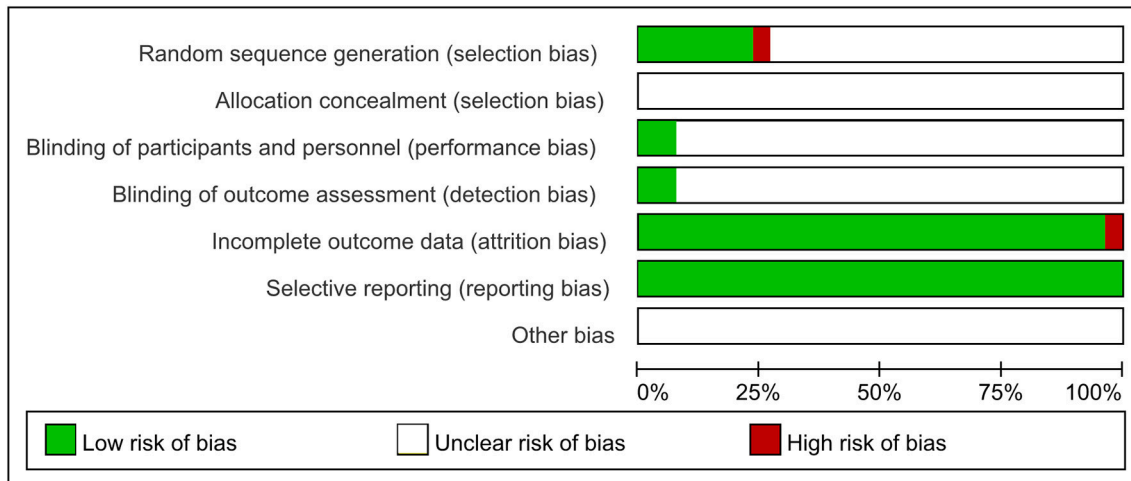 Random sequence generation (selection bias)
Allocation concealment (selection bias)
Blinding of participants and personnel (performance bias)
Blinding of outcome assessment (detection bias)
Incomplete outcome data (attrition bias)
Selective reporting (reporting bias)
Other bias
0% 25% 50% 75% 100%
Low risk of bias Unclear risk of bias High risk of bias